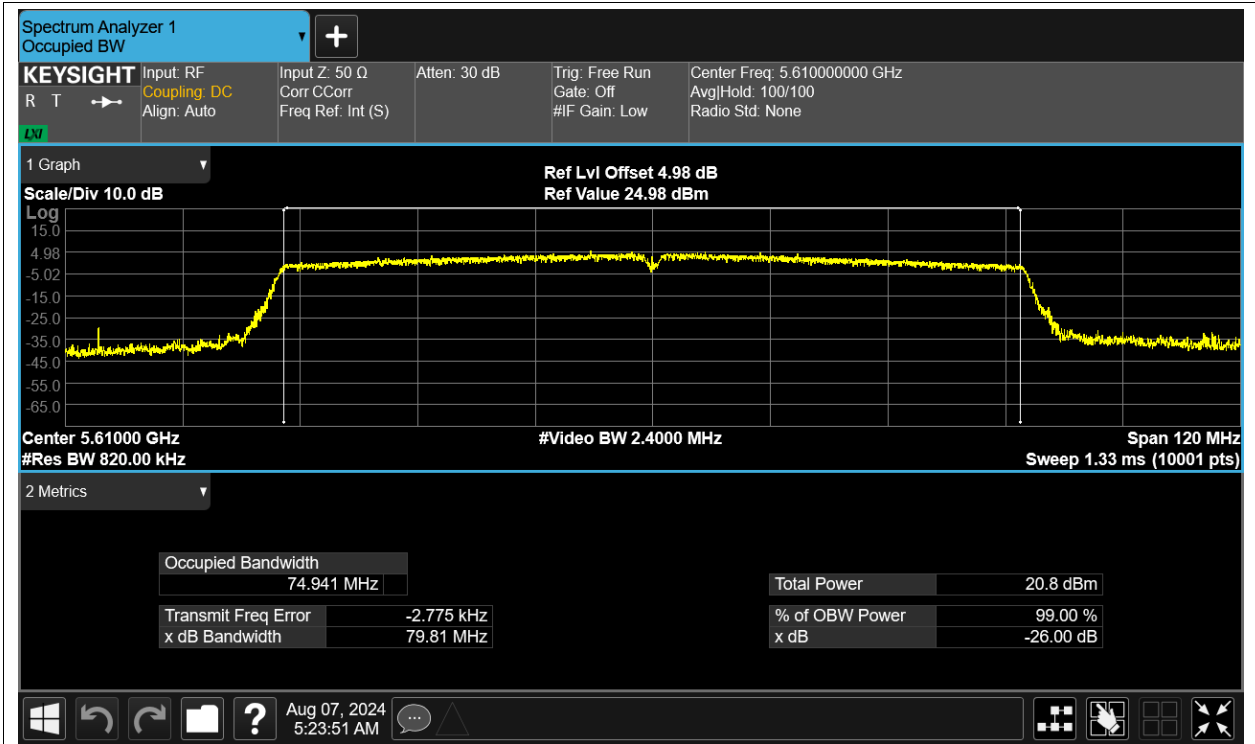 Spectrum Analyzer 1
Occupied BW
KEYSIGHT
R T
LXI
Input: RF
Coupling: DC
Align: Auto
Input Z: 50 Ω
Corr CCorr
Freq Ref: Int (S)
Atten: 30 dB
Trig: Free Run
Gate: Off
#IF Gain: Low
Center Freq: 5.610000000 GHz
Avg|Hold: 100/100
Radio Std: None
1 Graph
Scale/Div 10.0 dB
Ref Lvl Offset 4.98 dB
Ref Value 24.98 dBm
Log
15.0
4.98
-5.02
-15.0
-25.0
-35.0
-45.0
-55.0
-65.0
Center 5.61000 GHz
#Res BW 820.00 kHz
#Video BW 2.4000 MHz
Span 120 MHz
Sweep 1.33 ms (10001 pts)
2 Metrics
Occupied Bandwidth
74.941 MHz
Transmit Freq Error -2.775 kHz
x dB Bandwidth 79.81 MHz
Total Power 20.8 dBm
% of OBW Power 99.00 %
x dB -26.00 dB
Aug 07, 2024
5:23:51 AM